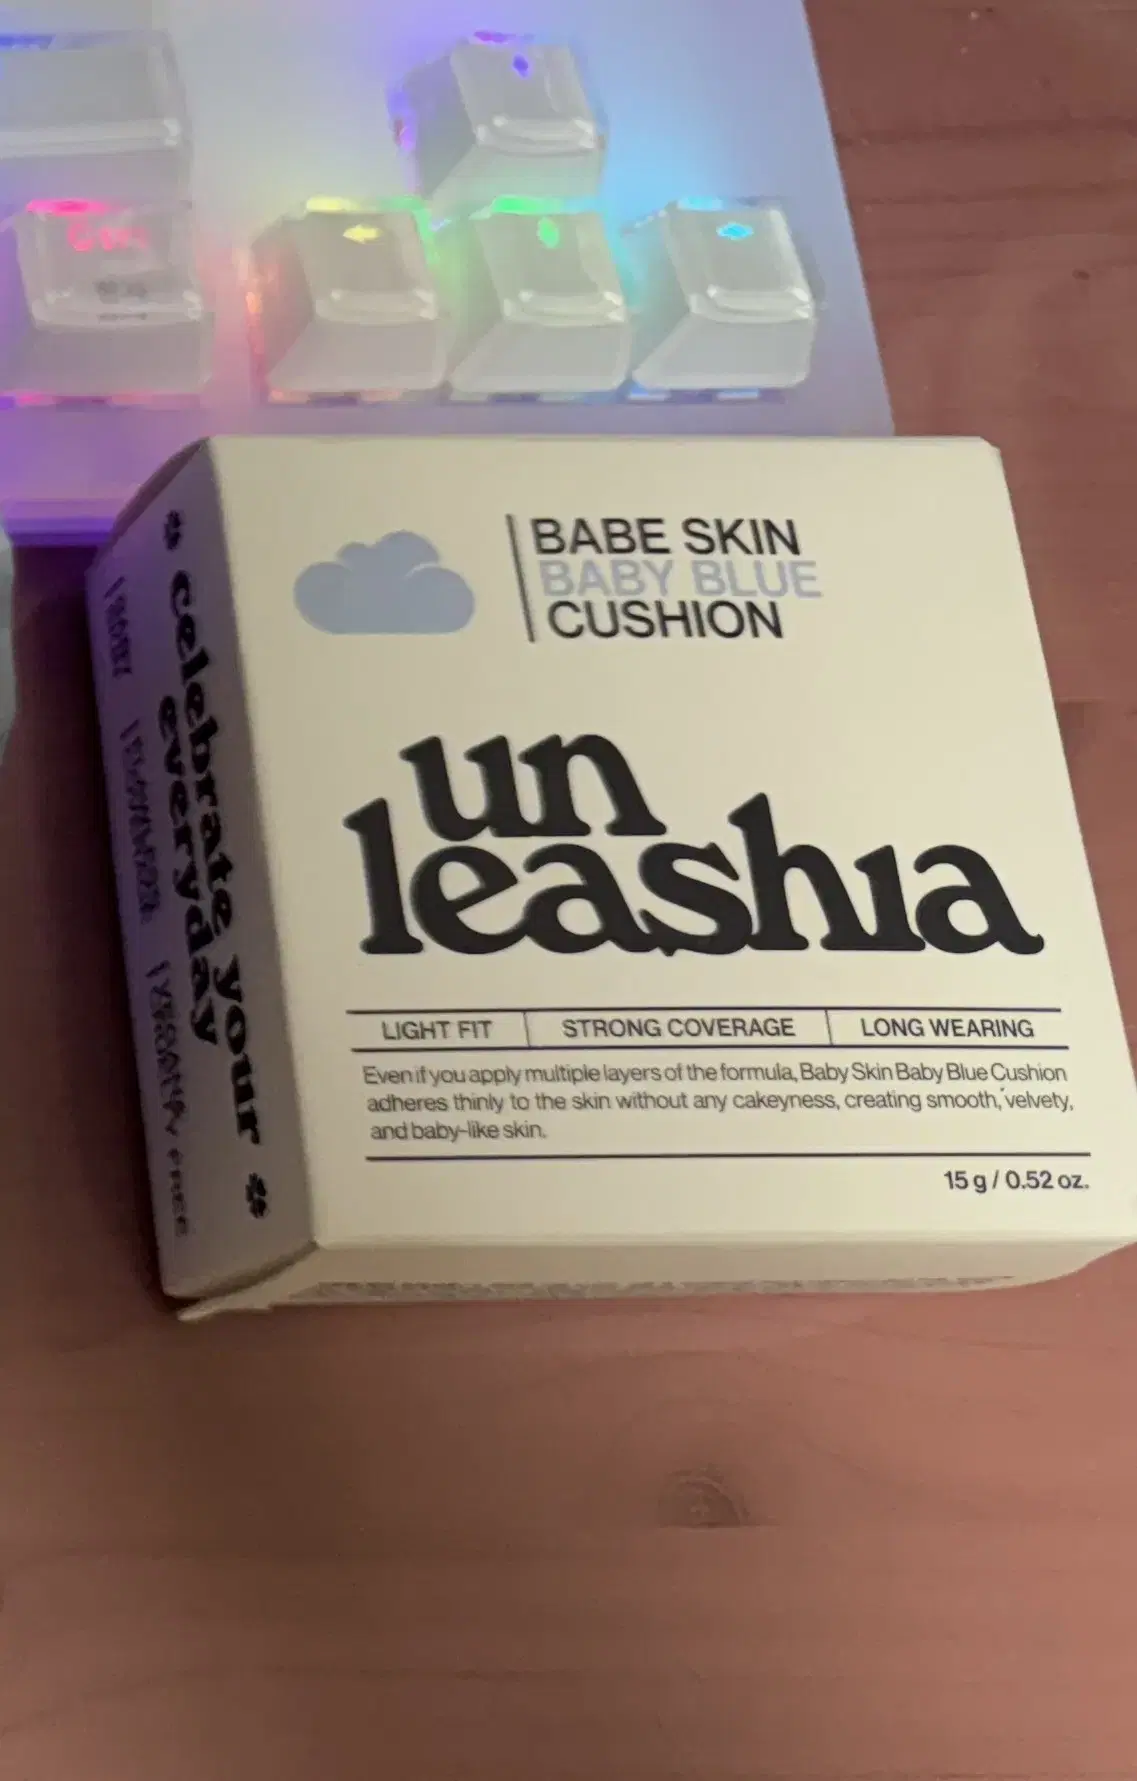 Ctrl
BABE SKIN
BABY BLUE
CUSHION
un
leashia
LIGHT FIT
STRONG COVERAGE
LONG WEARING
Even if you apply multiple layers of the formula, Baby Skin Baby Blue Cushion
adheres thinly to the skin without any cakeyness, creating smooth, velvety,
and baby-like skin.
15 g / 0.52 oz.
celebrate your
everyday